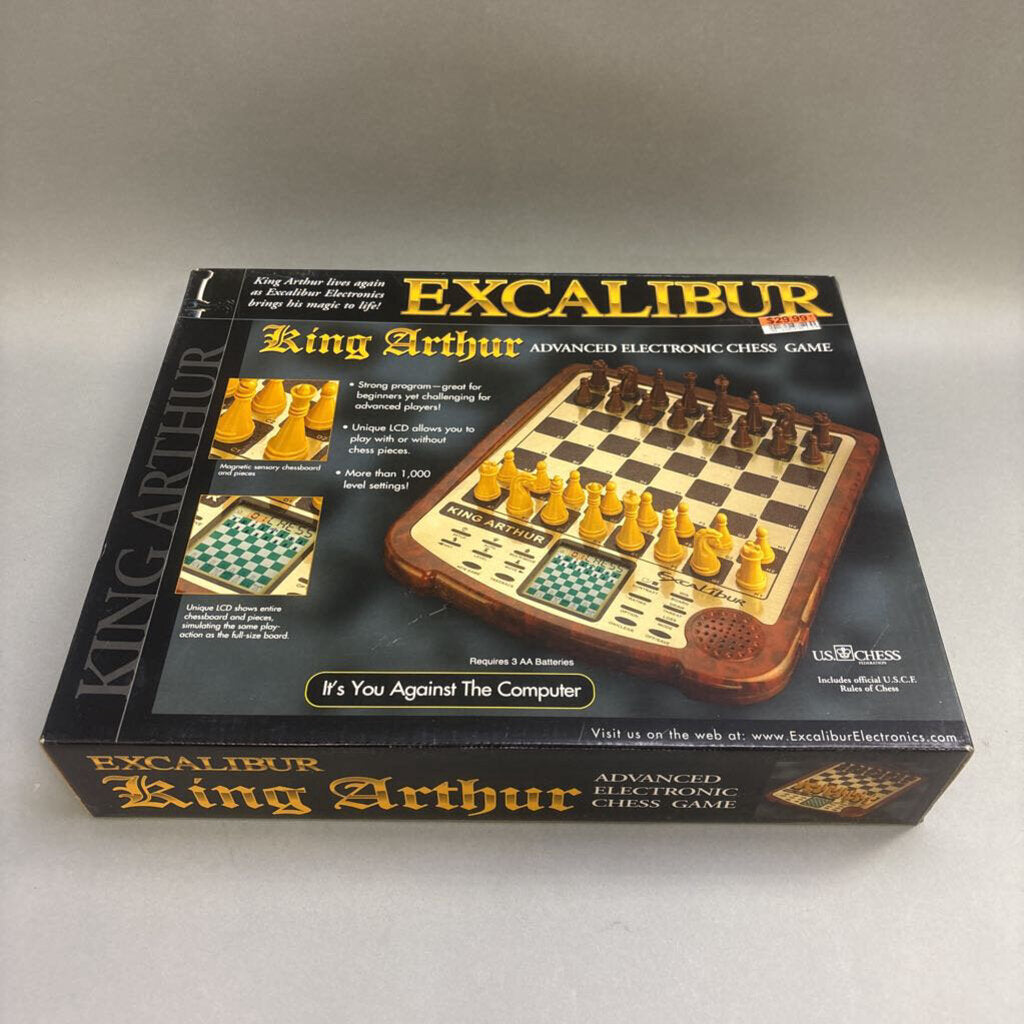 King Arthur lives again
as Excalibur Electronics
brings his magic to life!
EXCALIBUR
$29.99
King Arthur ADVANCED ELECTRONIC CHESS GAME
KING ARTHUR
• Strong program—great for
beginners yet challenging for
advanced players!
• Unique LCD allows you to
play with or without
chess pieces.
• More than 1,000
level settings!
Magnetic sensory chessboard
and pieces
CHESS
Unique LCD shows entire
chessboard and pieces,
simulating the same play-
action as the full-size board.
KING ARTHUR
EXCALIBUR
U.S. CHESS
FEDERATION
Includes official U.S.C.F.
Rules of Chess
Requires 3 AA Batteries
It's You Against The Computer
Visit us on the web at: www.ExcaliburElectronics.com
EXCALIBUR
King Arthur
ADVANCED
ELECTRONIC
CHESS GAME